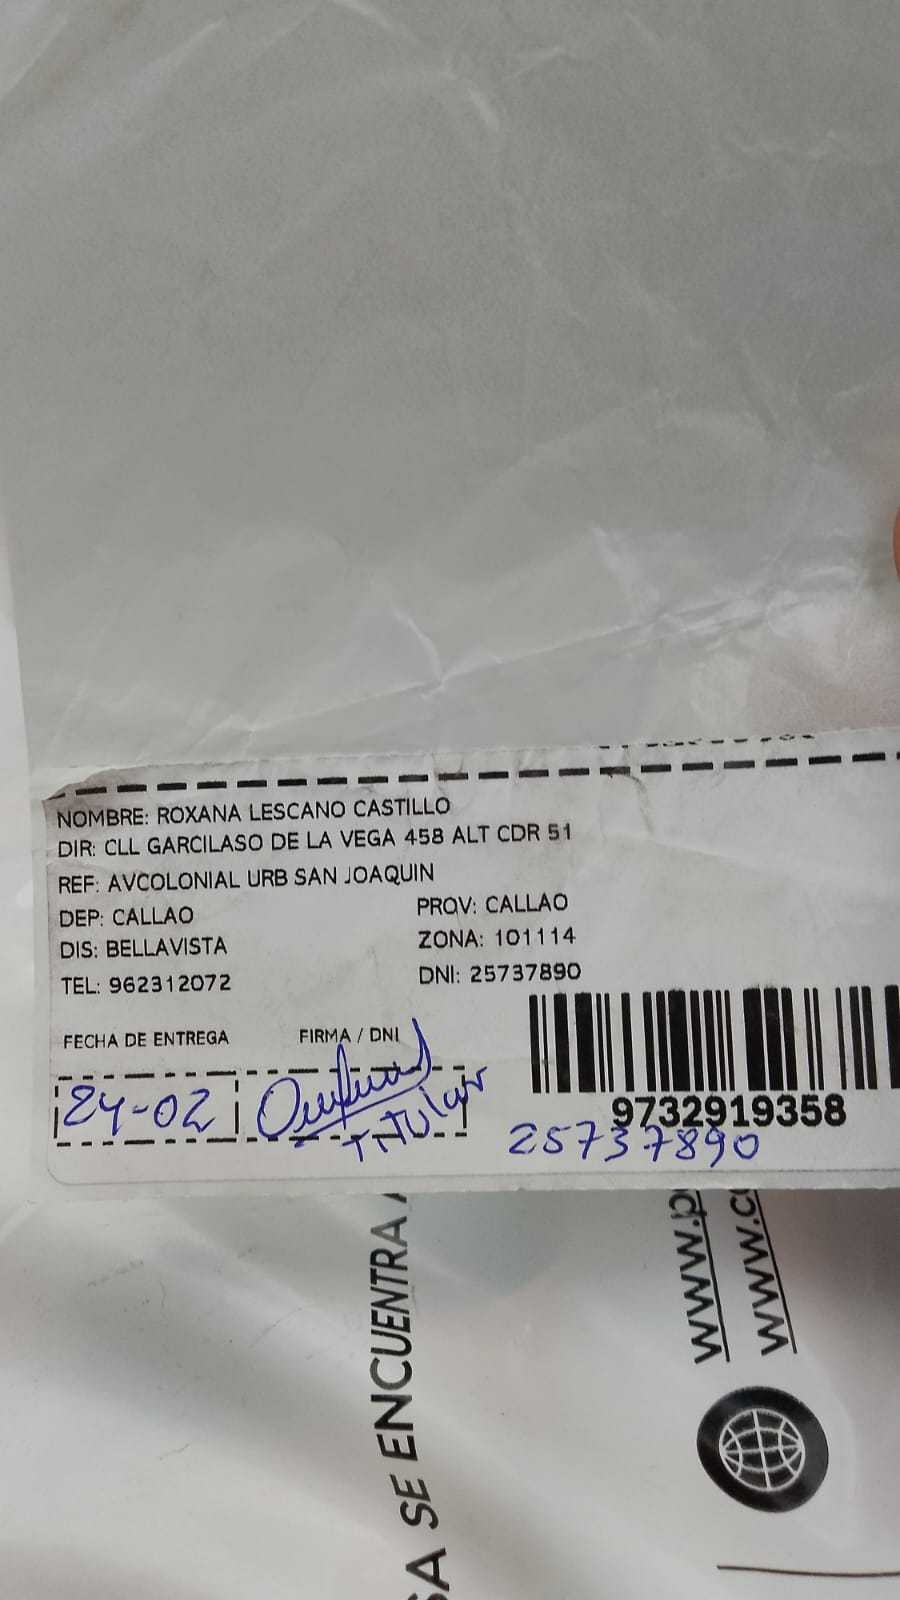 NOMBRE: ROXANA LESCANO CASTILLO
DIR: CLL GARCILASO DE LA VEGA 458 ALT CDR 51
REF: AVCOLONIAL URB SAN JOAQUIN
DEP: CALLAO PROV: CALLAO
DIS: BELLAVISTA ZONA: 101114
TEL: 962312072 DNI: 25737890
FECHA DE ENTREGA FIRMA / DNI
24-02
TITular
9732919358
25737890
SE ENCUENTRA
www.p
www.c